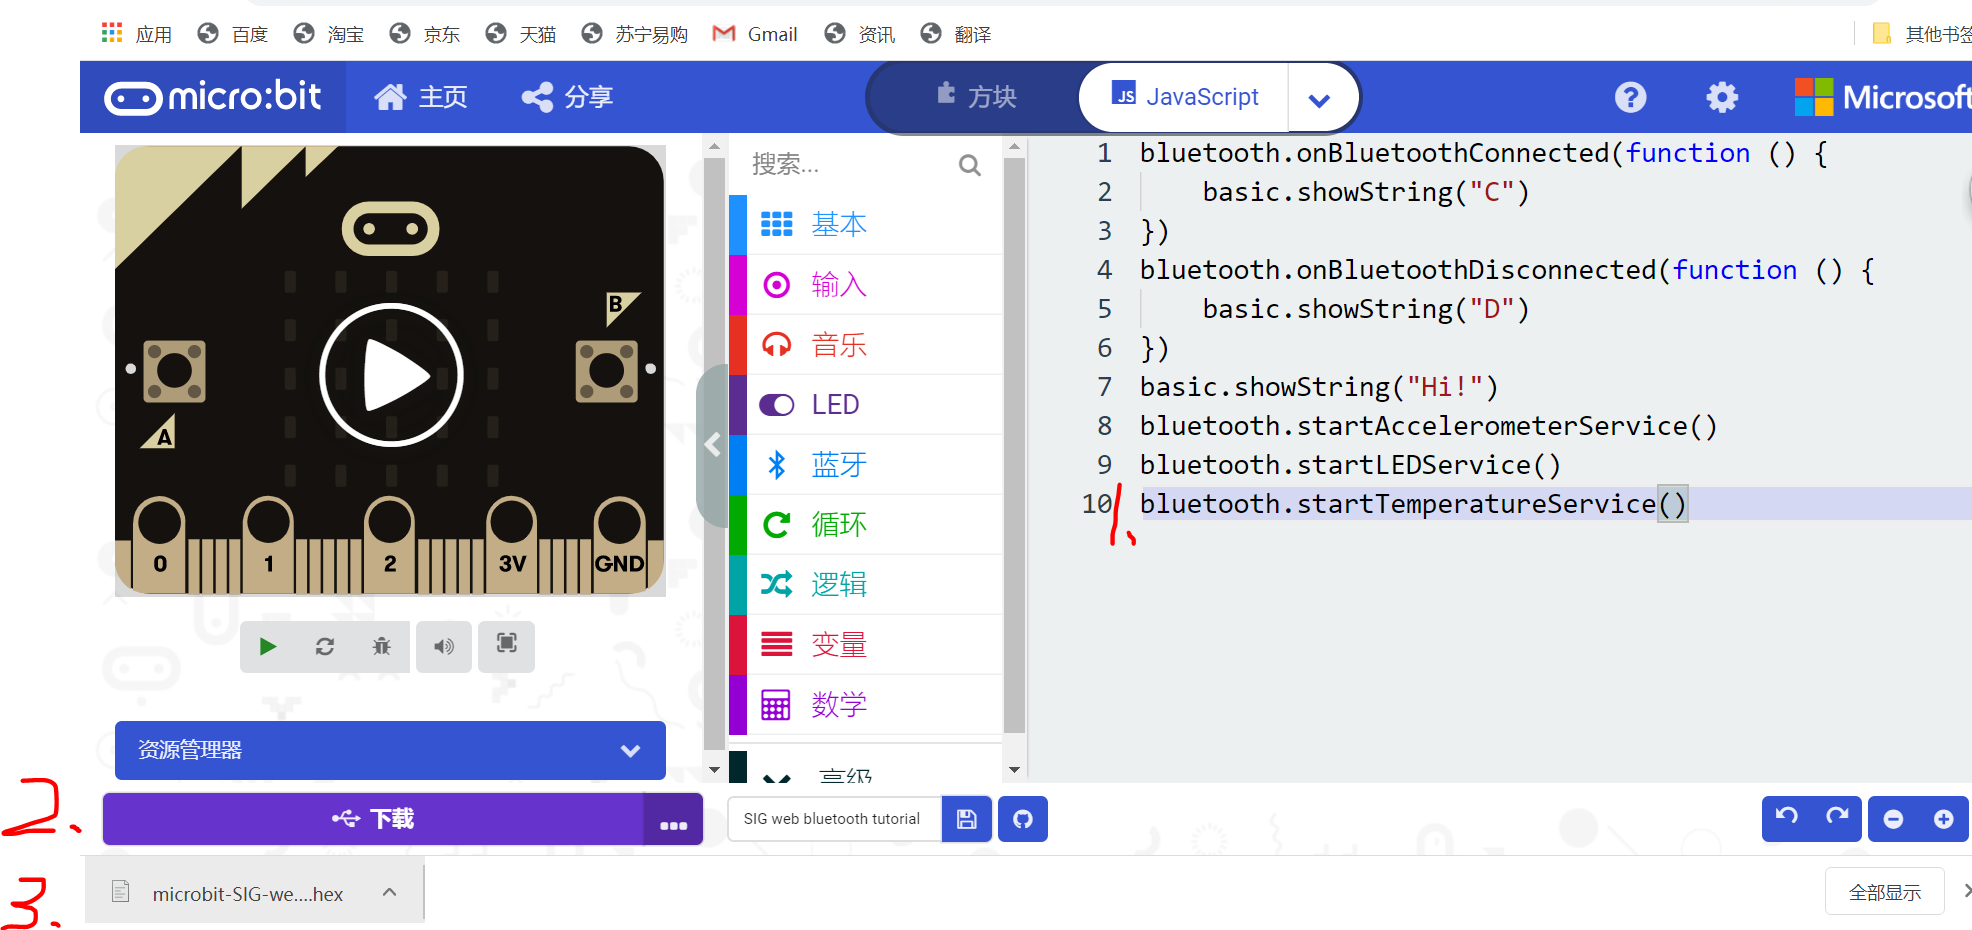 应用 百度 淘宝 京东 天猫 苏宁易购 Gmail 资讯 翻译 其他书签
micro:bit 主页 分享 方块 JS JavaScript ? Microsoft
搜索...
基本
输入
音乐
LED
蓝牙
循环
逻辑
变量
数学
高级
B
A
0 1 2 3V GND
1 bluetooth.onBluetoothConnected(function () {
2 basic.showString("C")
3 })
4 bluetooth.onBluetoothDisconnected(function () {
5 basic.showString("D")
6 })
7 basic.showString("Hi!")
8 bluetooth.startAccelerometerService()
9 bluetooth.startLEDService()
10 bluetooth.startTemperatureService()
1.
资源管理器
2.
下载 ... SIG web bluetooth tutorial
3.
microbit-SIG-we....hex 全部显示